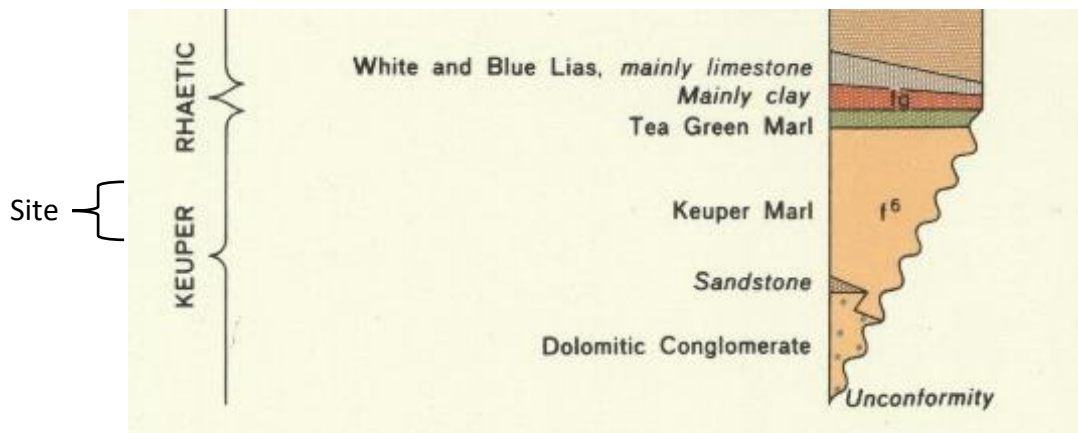 RHAETIC
White and Blue Lias, mainly limestone
Mainly clay
fg
Tea Green Marl
Site
KEUPER
Keuper Marl
f6
Sandstone
Dolomitic Conglomerate
Unconformity